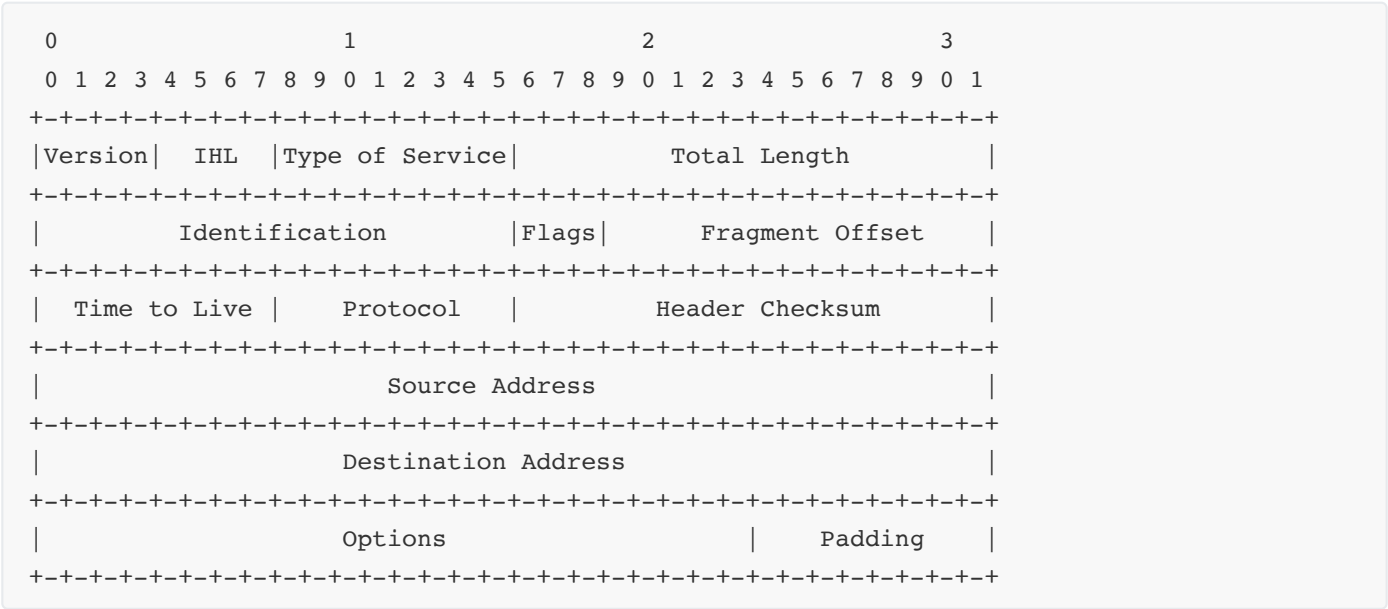 0                   1                   2                   3
 0 1 2 3 4 5 6 7 8 9 0 1 2 3 4 5 6 7 8 9 0 1 2 3 4 5 6 7 8 9 0 1
+-+-+-+-+-+-+-+-+-+-+-+-+-+-+-+-+-+-+-+-+-+-+-+-+-+-+-+-+-+-+-+-+
|Version|  IHL  |Type of Service|          Total Length         |
+-+-+-+-+-+-+-+-+-+-+-+-+-+-+-+-+-+-+-+-+-+-+-+-+-+-+-+-+-+-+-+-+
|         Identification        |Flags|      Fragment Offset    |
+-+-+-+-+-+-+-+-+-+-+-+-+-+-+-+-+-+-+-+-+-+-+-+-+-+-+-+-+-+-+-+-+
|  Time to Live |    Protocol   |         Header Checksum       |
+-+-+-+-+-+-+-+-+-+-+-+-+-+-+-+-+-+-+-+-+-+-+-+-+-+-+-+-+-+-+-+-+
|                       Source Address                          |
+-+-+-+-+-+-+-+-+-+-+-+-+-+-+-+-+-+-+-+-+-+-+-+-+-+-+-+-+-+-+-+-+
|                    Destination Address                        |
+-+-+-+-+-+-+-+-+-+-+-+-+-+-+-+-+-+-+-+-+-+-+-+-+-+-+-+-+-+-+-+-+
|                    Options                    |    Padding    |
+-+-+-+-+-+-+-+-+-+-+-+-+-+-+-+-+-+-+-+-+-+-+-+-+-+-+-+-+-+-+-+-+